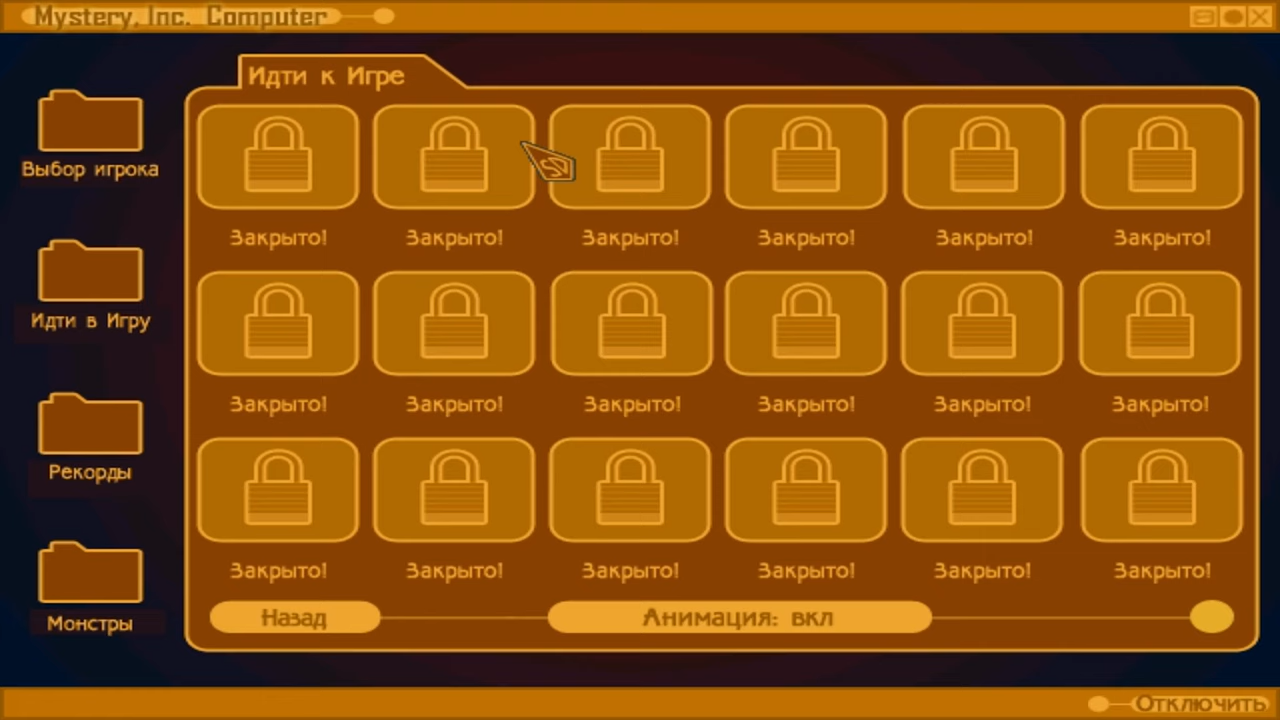 Mystery, Inc. Computer
Идти к Игре
Выбор игрока
Закрыто! Закрыто! Закрыто! Закрыто! Закрыто! Закрыто!
Идти в Игру
Закрыто! Закрыто! Закрыто! Закрыто! Закрыто! Закрыто!
Рекорды
Закрыто! Закрыто! Закрыто! Закрыто! Закрыто! Закрыто!
Монстры
Назад
Анимация: вкл
Отключить